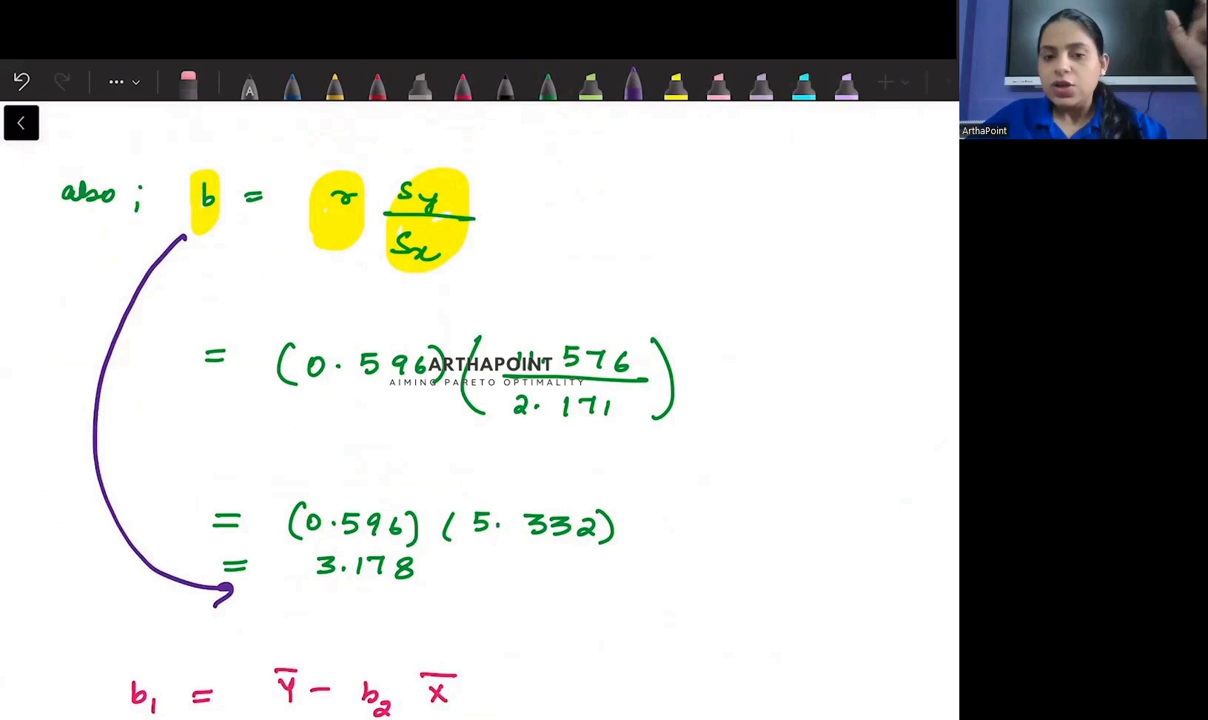 A
ArthaPoint
also ; b = r Sy
Sx
= (0.596) (11.576
2.171)
ARTHAPOINT
AIMING PARETO OPTIMALITY
= (0.596) (5.332)
= 3.178
b₁ = Y̅ - b₂ X̅